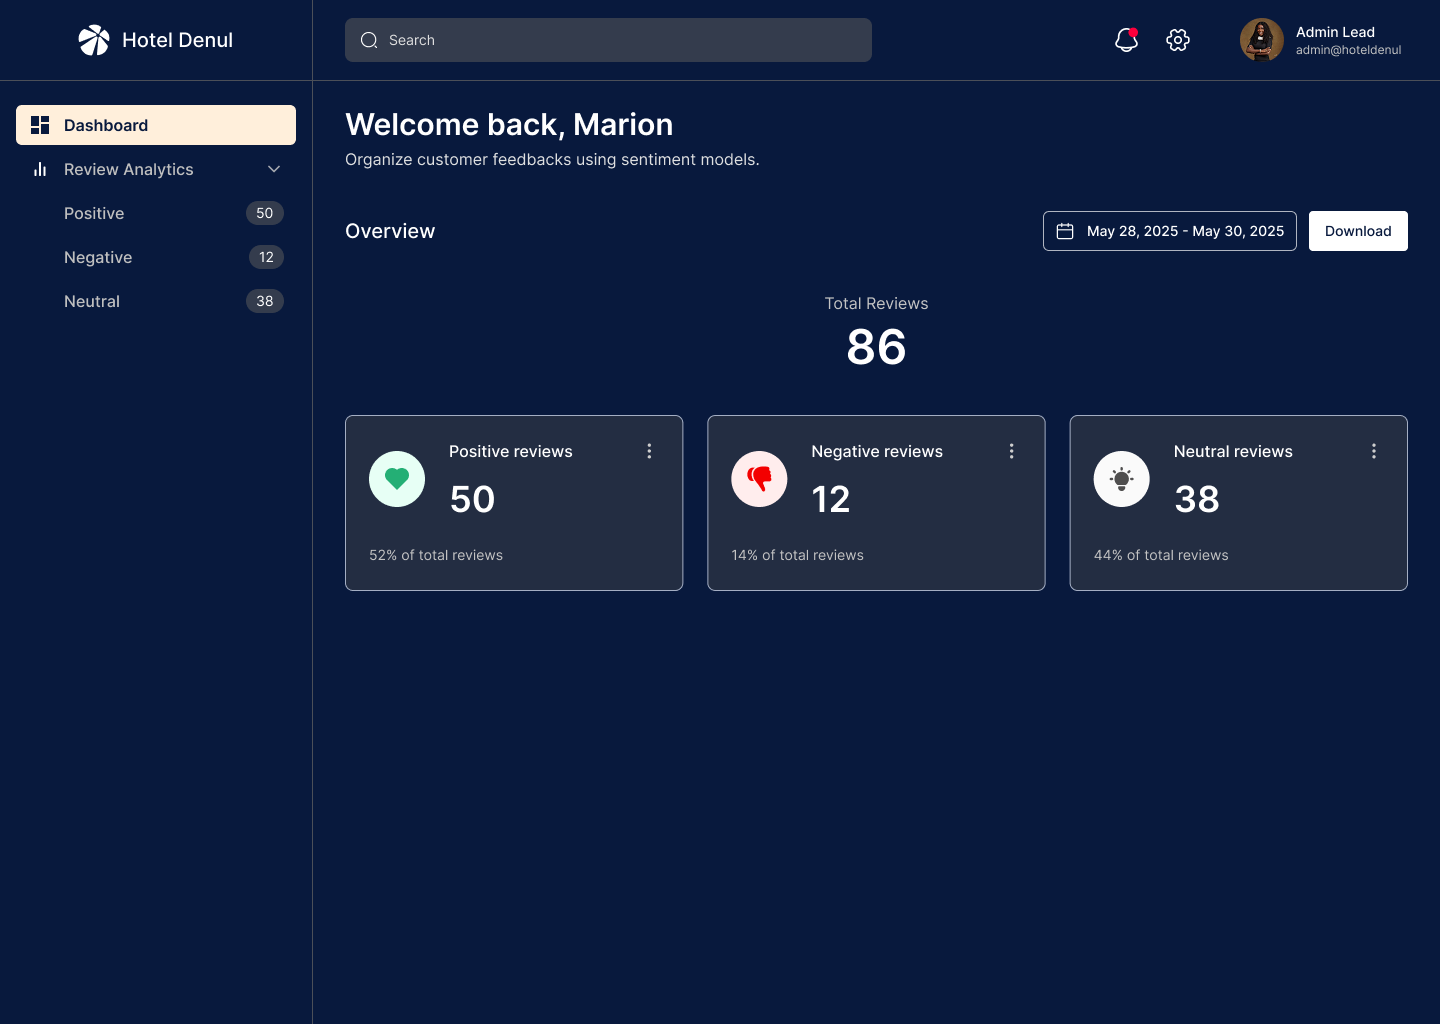 Hotel Denul
Search
Admin Lead
admin@hoteldenul
Dashboard
Review Analytics
Positive
50
Negative
12
Neutral
38
Welcome back, Marion
Organize customer feedbacks using sentiment models.
Overview
May 28, 2025 - May 30, 2025
Download
Total Reviews
86
Positive reviews
50
52% of total reviews
Negative reviews
12
14% of total reviews
Neutral reviews
38
44% of total reviews